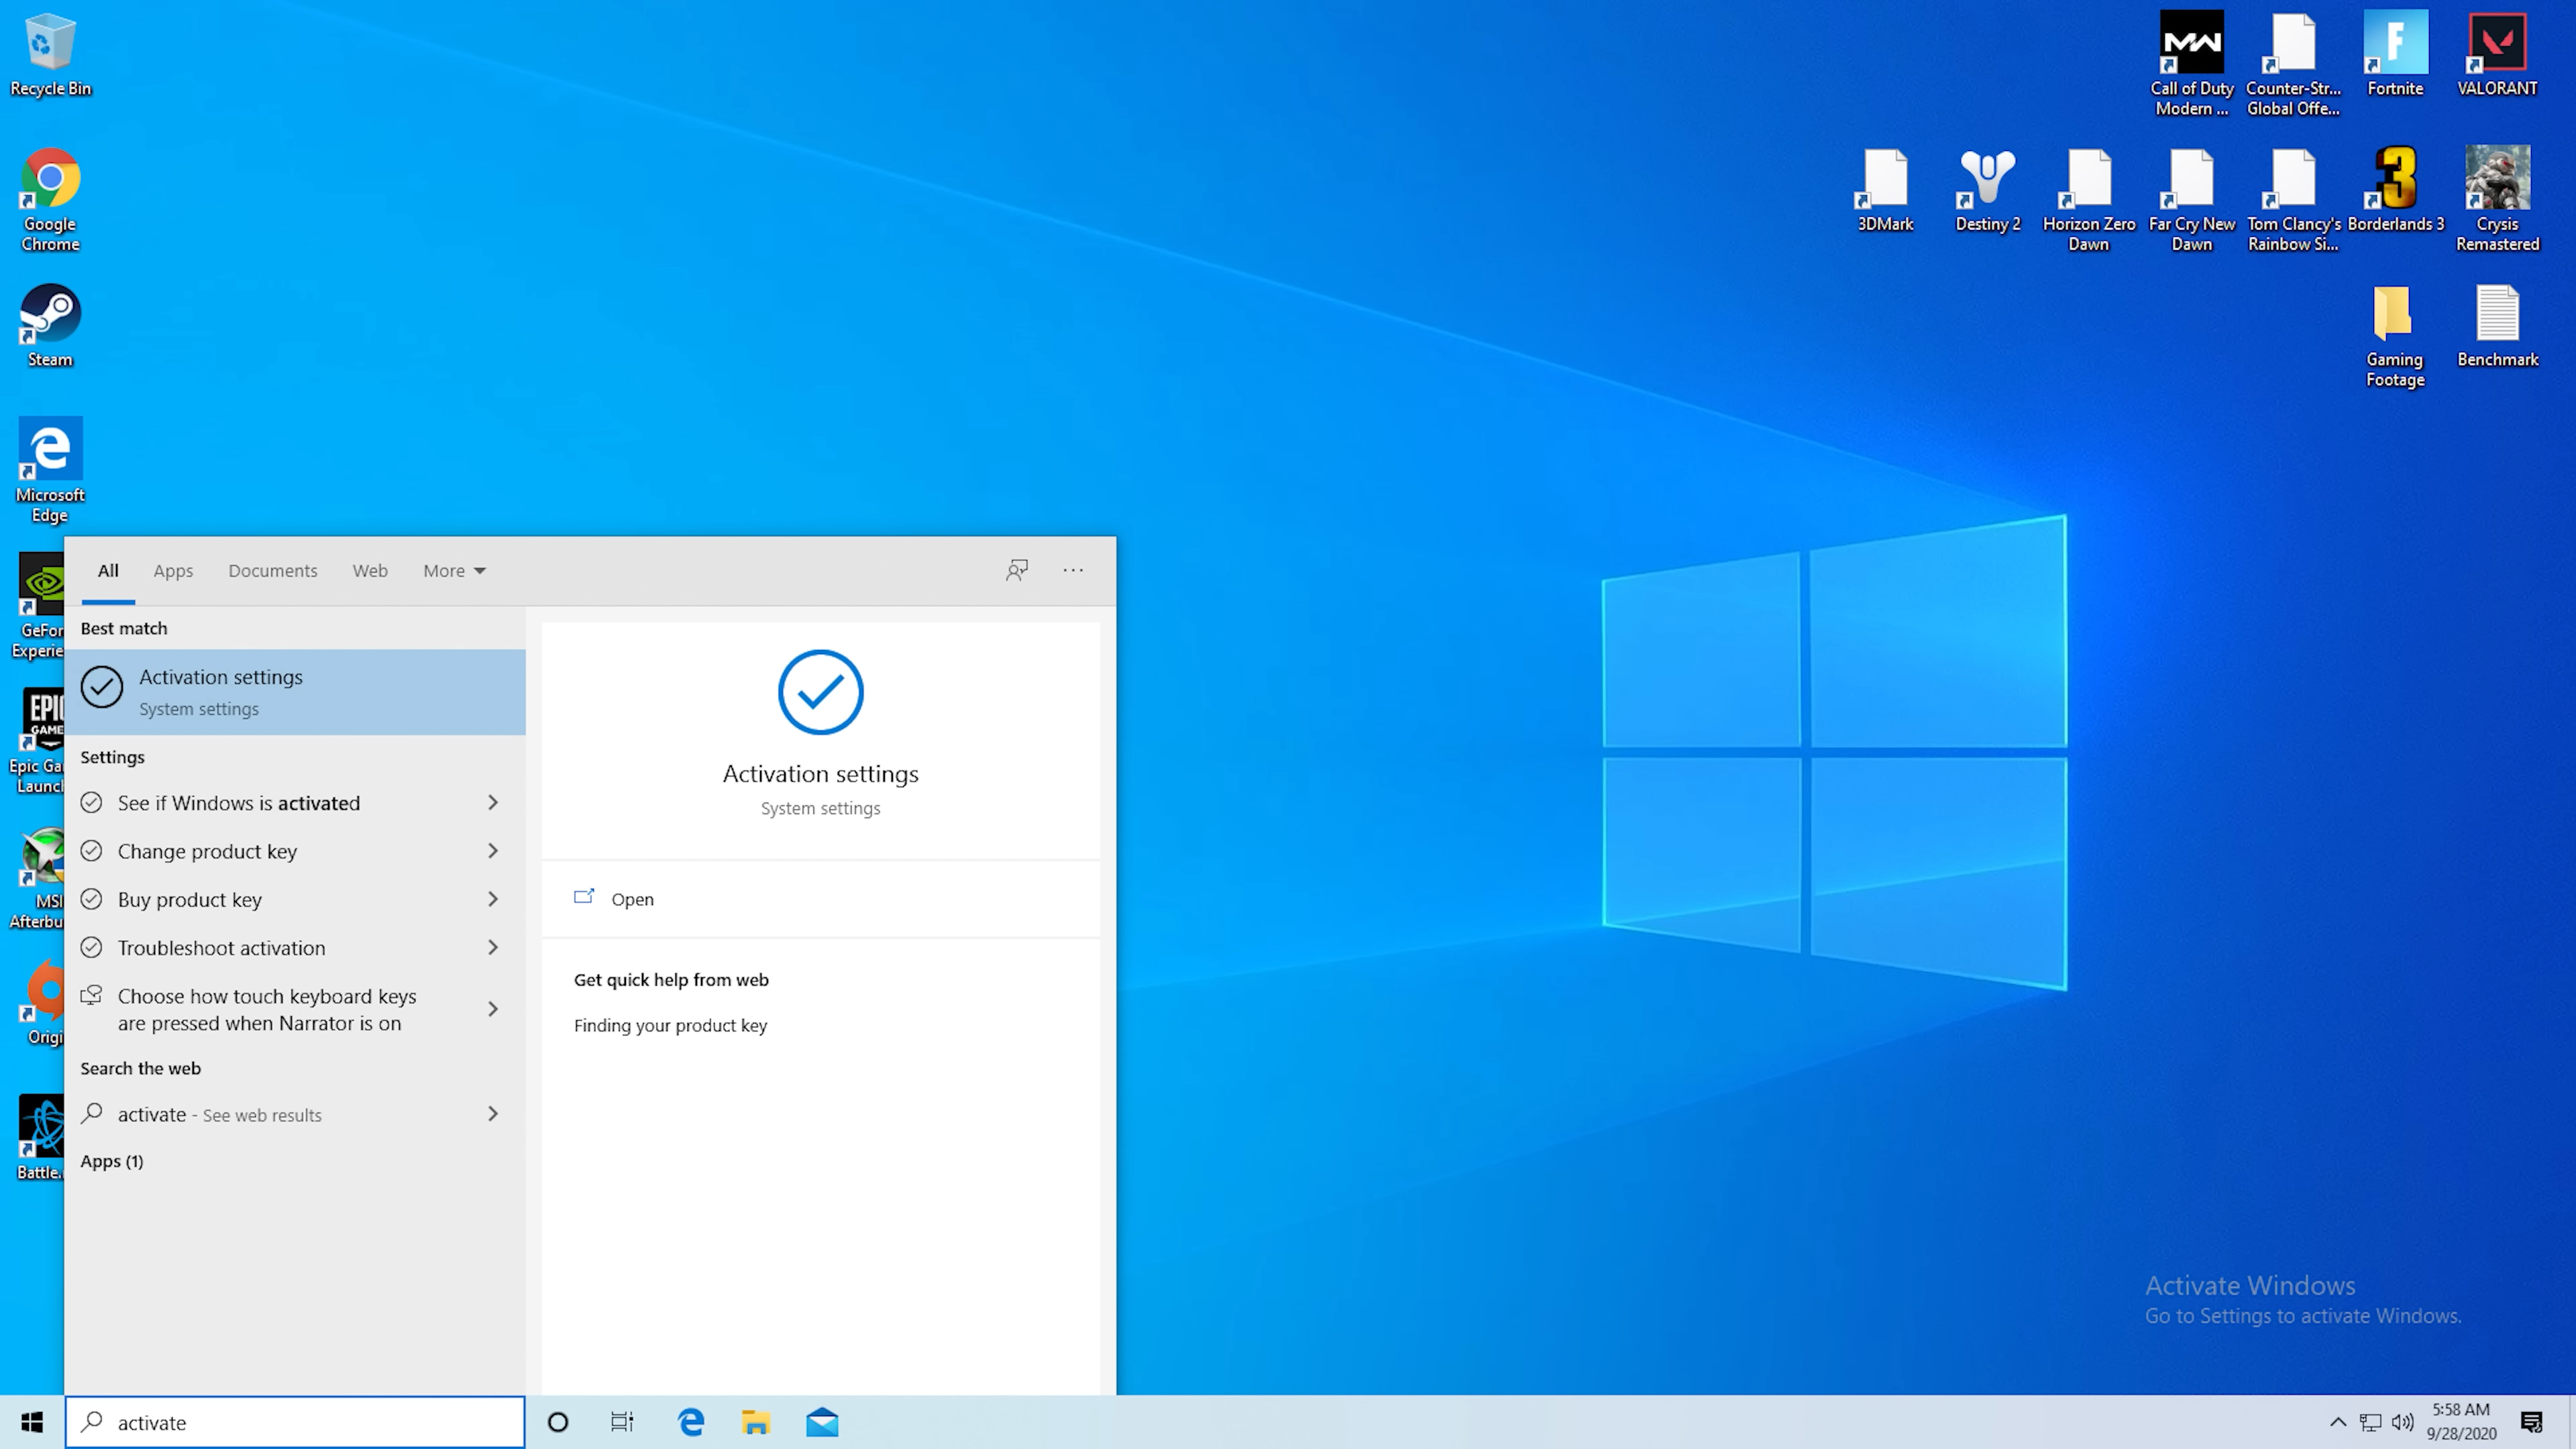 Recycle Bin
Google
Chrome
Steam
Microsoft
Edge
GeFor
Experie
EPIC
GAME
Epic Ga
Launch
MSI
Afterbu
Origi
Battle.
MW
Call of Duty
Modern ...
Counter-Str...
Global Offe...
F
Fortnite
VALORANT
3DMark
Destiny 2
Horizon Zero
Dawn
Far Cry New
Dawn
Tom Clancy's
Rainbow Si...
3
Borderlands 3
Crysis
Remastered
Gaming
Footage
Benchmark
All
Apps
Documents
Web
More
Best match
Activation settings
System settings
Settings
See if Windows is activated
Change product key
Buy product key
Troubleshoot activation
Choose how touch keyboard keys
are pressed when Narrator is on
Search the web
activate - See web results
Apps (1)
Activation settings
System settings
Open
Get quick help from web
Finding your product key
Activate Windows
Go to Settings to activate Windows.
activate
5:58 AM
9/28/2020